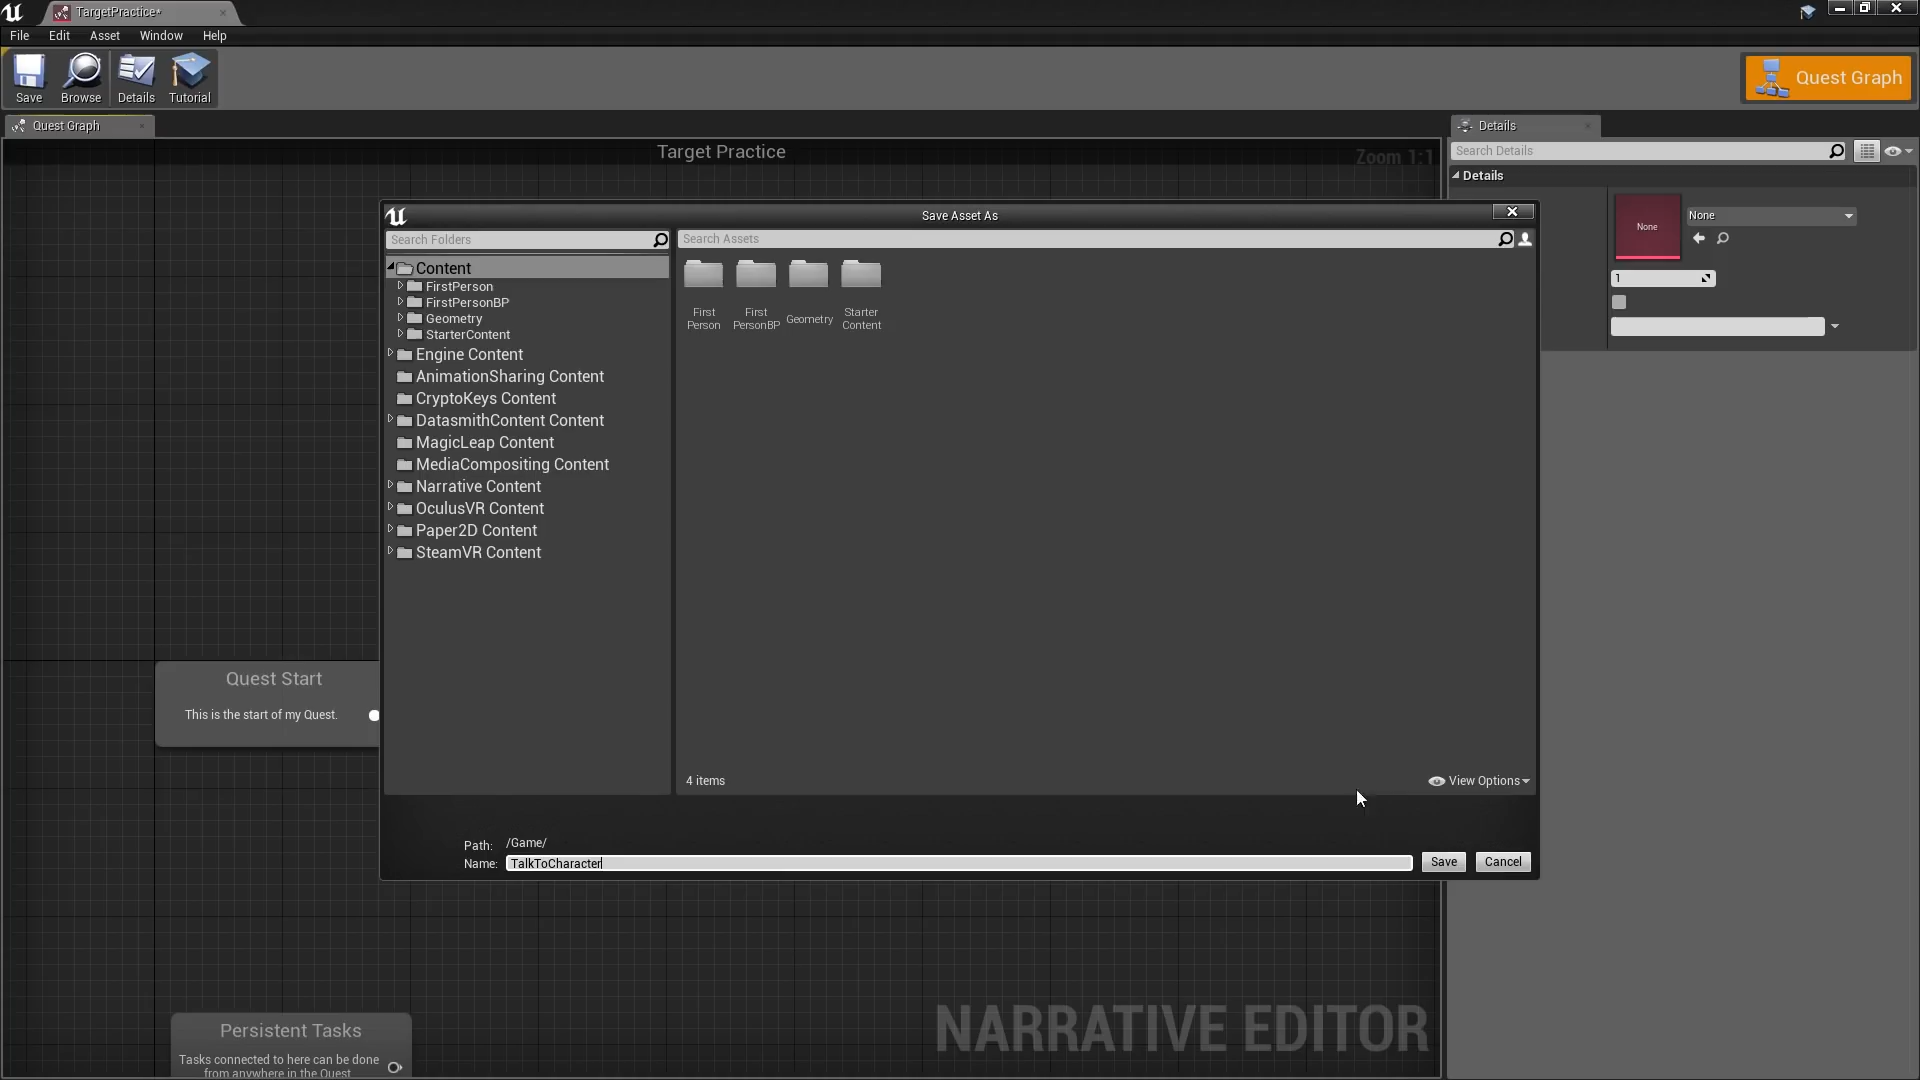 TargetPractice*
File Edit Asset Window Help
Save Browse Details Tutorial
Quest Graph
Quest Graph
Details
Target Practice
Zoom 1:1
Search Details
Details
None
None
1
Save Asset As
Search Folders
Search Assets
Content
FirstPerson
FirstPersonBP
Geometry
StarterContent
Engine Content
AnimationSharing Content
CryptoKeys Content
DatasmithContent Content
MagicLeap Content
MediaCompositing Content
Narrative Content
OculusVR Content
Paper2D Content
SteamVR Content
First
Person
First
PersonBP
Geometry
Starter
Content
4 items
View Options
Path: /Game/
Name: TalkToCharacter
Save Cancel
Quest Start
This is the start of my Quest.
Persistent Tasks
Tasks connected to here can be done
from anywhere in the Quest
NARRATIVE EDITOR